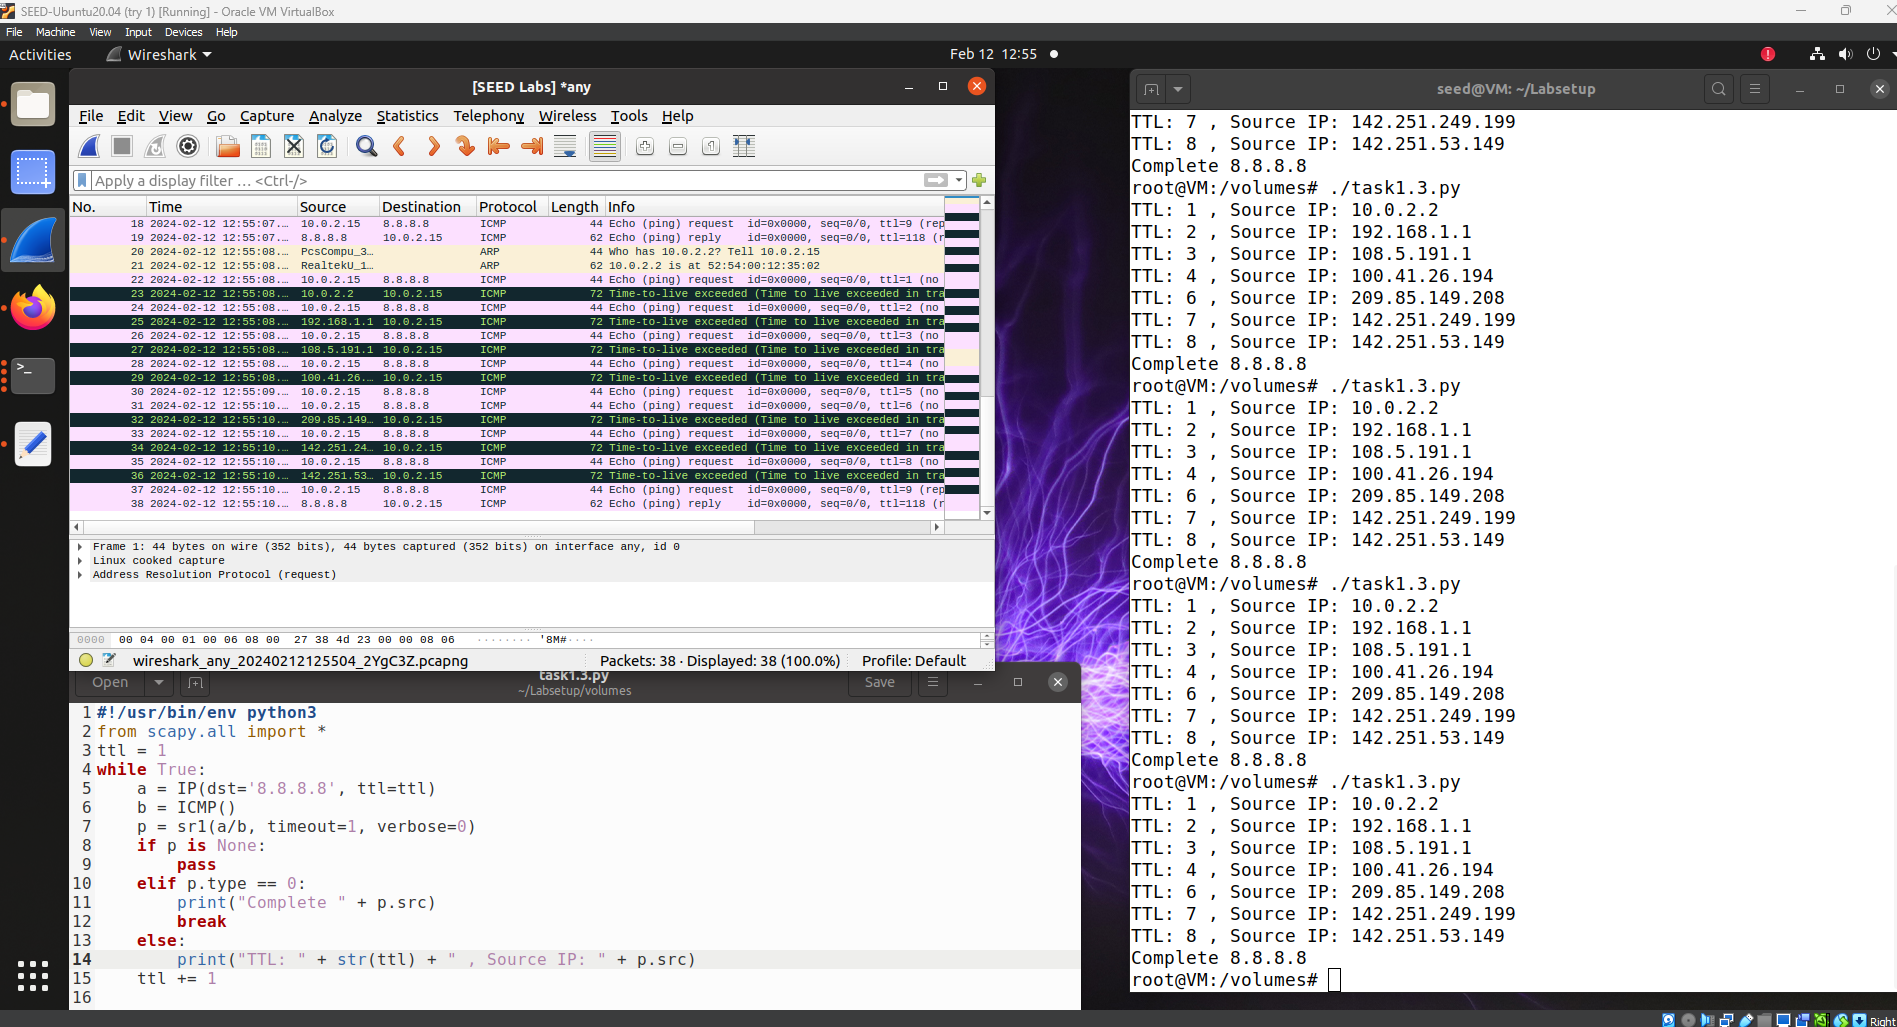 SEED-Ubuntu20.04 (try 1) [Running] - Oracle VM VirtualBox
File Machine View Input Devices Help
Activities Wireshark Feb 12 12:55
[SEED Labs] *any
File Edit View Go Capture Analyze Statistics Telephony Wireless Tools Help
Apply a display filter … <Ctrl-/>
No. Time Source Destination Protocol Length Info
18 2024-02-12 12:55:07.… 10.0.2.15 8.8.8.8 ICMP 44 Echo (ping) request id=0x0000, seq=0/0, ttl=9 (rep
19 2024-02-12 12:55:07.… 8.8.8.8 10.0.2.15 ICMP 62 Echo (ping) reply id=0x0000, seq=0/0, ttl=118 (r
20 2024-02-12 12:55:08.… PcsCompu_3… ARP 44 Who has 10.0.2.2? Tell 10.0.2.15
21 2024-02-12 12:55:08.… RealtekU_1… ARP 62 10.0.2.2 is at 52:54:00:12:35:02
22 2024-02-12 12:55:08.… 10.0.2.15 8.8.8.8 ICMP 44 Echo (ping) request id=0x0000, seq=0/0, ttl=1 (no
23 2024-02-12 12:55:08.… 10.0.2.2 10.0.2.15 ICMP 72 Time-to-live exceeded (Time to live exceeded in tra
24 2024-02-12 12:55:08.… 10.0.2.15 8.8.8.8 ICMP 44 Echo (ping) request id=0x0000, seq=0/0, ttl=2 (no
25 2024-02-12 12:55:08.… 192.168.1.1 10.0.2.15 ICMP 72 Time-to-live exceeded (Time to live exceeded in tra
26 2024-02-12 12:55:08.… 10.0.2.15 8.8.8.8 ICMP 44 Echo (ping) request id=0x0000, seq=0/0, ttl=3 (no
27 2024-02-12 12:55:08.… 108.5.191.1 10.0.2.15 ICMP 72 Time-to-live exceeded (Time to live exceeded in tra
28 2024-02-12 12:55:08.… 10.0.2.15 8.8.8.8 ICMP 44 Echo (ping) request id=0x0000, seq=0/0, ttl=4 (no
29 2024-02-12 12:55:08.… 100.41.26.… 10.0.2.15 ICMP 72 Time-to-live exceeded (Time to live exceeded in tra
30 2024-02-12 12:55:09.… 10.0.2.15 8.8.8.8 ICMP 44 Echo (ping) request id=0x0000, seq=0/0, ttl=5 (no
31 2024-02-12 12:55:10.… 10.0.2.15 8.8.8.8 ICMP 44 Echo (ping) request id=0x0000, seq=0/0, ttl=6 (no
32 2024-02-12 12:55:10.… 209.85.149… 10.0.2.15 ICMP 72 Time-to-live exceeded (Time to live exceeded in tra
33 2024-02-12 12:55:10.… 10.0.2.15 8.8.8.8 ICMP 44 Echo (ping) request id=0x0000, seq=0/0, ttl=7 (no
34 2024-02-12 12:55:10.… 142.251.24… 10.0.2.15 ICMP 72 Time-to-live exceeded (Time to live exceeded in tra
35 2024-02-12 12:55:10.… 10.0.2.15 8.8.8.8 ICMP 44 Echo (ping) request id=0x0000, seq=0/0, ttl=8 (no
36 2024-02-12 12:55:10.… 142.251.53… 10.0.2.15 ICMP 72 Time-to-live exceeded (Time to live exceeded in tra
37 2024-02-12 12:55:10.… 10.0.2.15 8.8.8.8 ICMP 44 Echo (ping) request id=0x0000, seq=0/0, ttl=9 (rep
38 2024-02-12 12:55:10.… 8.8.8.8 10.0.2.15 ICMP 62 Echo (ping) reply id=0x0000, seq=0/0, ttl=118 (r
Frame 1: 44 bytes on wire (352 bits), 44 bytes captured (352 bits) on interface any, id 0
Linux cooked capture
Address Resolution Protocol (request)
0000 00 04 00 01 00 06 08 00 27 38 4d 23 00 00 08 06 ········ '8M#····
wireshark_any_20240212125504_2YgC3Z.pcapng Packets: 38 · Displayed: 38 (100.0%) Profile: Default
Open task1.3.py Save
~/Labsetup/volumes
1 #!/usr/bin/env python3
2 from scapy.all import *
3 ttl = 1
4 while True:
5 a = IP(dst='8.8.8.8', ttl=ttl)
6 b = ICMP()
7 p = sr1(a/b, timeout=1, verbose=0)
8 if p is None:
9 pass
10 elif p.type == 0:
11 print("Complete " + p.src)
12 break
13 else:
14 print("TTL: " + str(ttl) + " , Source IP: " + p.src)
15 ttl += 1
16
seed@VM: ~/Labsetup
TTL: 7 , Source IP: 142.251.249.199
TTL: 8 , Source IP: 142.251.53.149
Complete 8.8.8.8
root@VM:/volumes# ./task1.3.py
TTL: 1 , Source IP: 10.0.2.2
TTL: 2 , Source IP: 192.168.1.1
TTL: 3 , Source IP: 108.5.191.1
TTL: 4 , Source IP: 100.41.26.194
TTL: 6 , Source IP: 209.85.149.208
TTL: 7 , Source IP: 142.251.249.199
TTL: 8 , Source IP: 142.251.53.149
Complete 8.8.8.8
root@VM:/volumes# ./task1.3.py
TTL: 1 , Source IP: 10.0.2.2
TTL: 2 , Source IP: 192.168.1.1
TTL: 3 , Source IP: 108.5.191.1
TTL: 4 , Source IP: 100.41.26.194
TTL: 6 , Source IP: 209.85.149.208
TTL: 7 , Source IP: 142.251.249.199
TTL: 8 , Source IP: 142.251.53.149
Complete 8.8.8.8
root@VM:/volumes# ./task1.3.py
TTL: 1 , Source IP: 10.0.2.2
TTL: 2 , Source IP: 192.168.1.1
TTL: 3 , Source IP: 108.5.191.1
TTL: 4 , Source IP: 100.41.26.194
TTL: 6 , Source IP: 209.85.149.208
TTL: 7 , Source IP: 142.251.249.199
TTL: 8 , Source IP: 142.251.53.149
Complete 8.8.8.8
root@VM:/volumes# ./task1.3.py
TTL: 1 , Source IP: 10.0.2.2
TTL: 2 , Source IP: 192.168.1.1
TTL: 3 , Source IP: 108.5.191.1
TTL: 4 , Source IP: 100.41.26.194
TTL: 6 , Source IP: 209.85.149.208
TTL: 7 , Source IP: 142.251.249.199
TTL: 8 , Source IP: 142.251.53.149
Complete 8.8.8.8
root@VM:/volumes#
Right